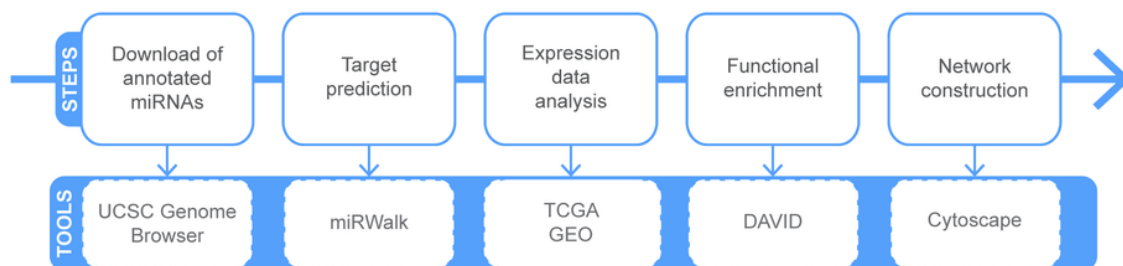 STEPS
Download of
annotated
miRNAs
Target
prediction
Expression
data
analysis
Functional
enrichment
Network
construction
TOOLS
UCSC Genome
Browser
miRWalk
TCGA
GEO
DAVID
Cytoscape